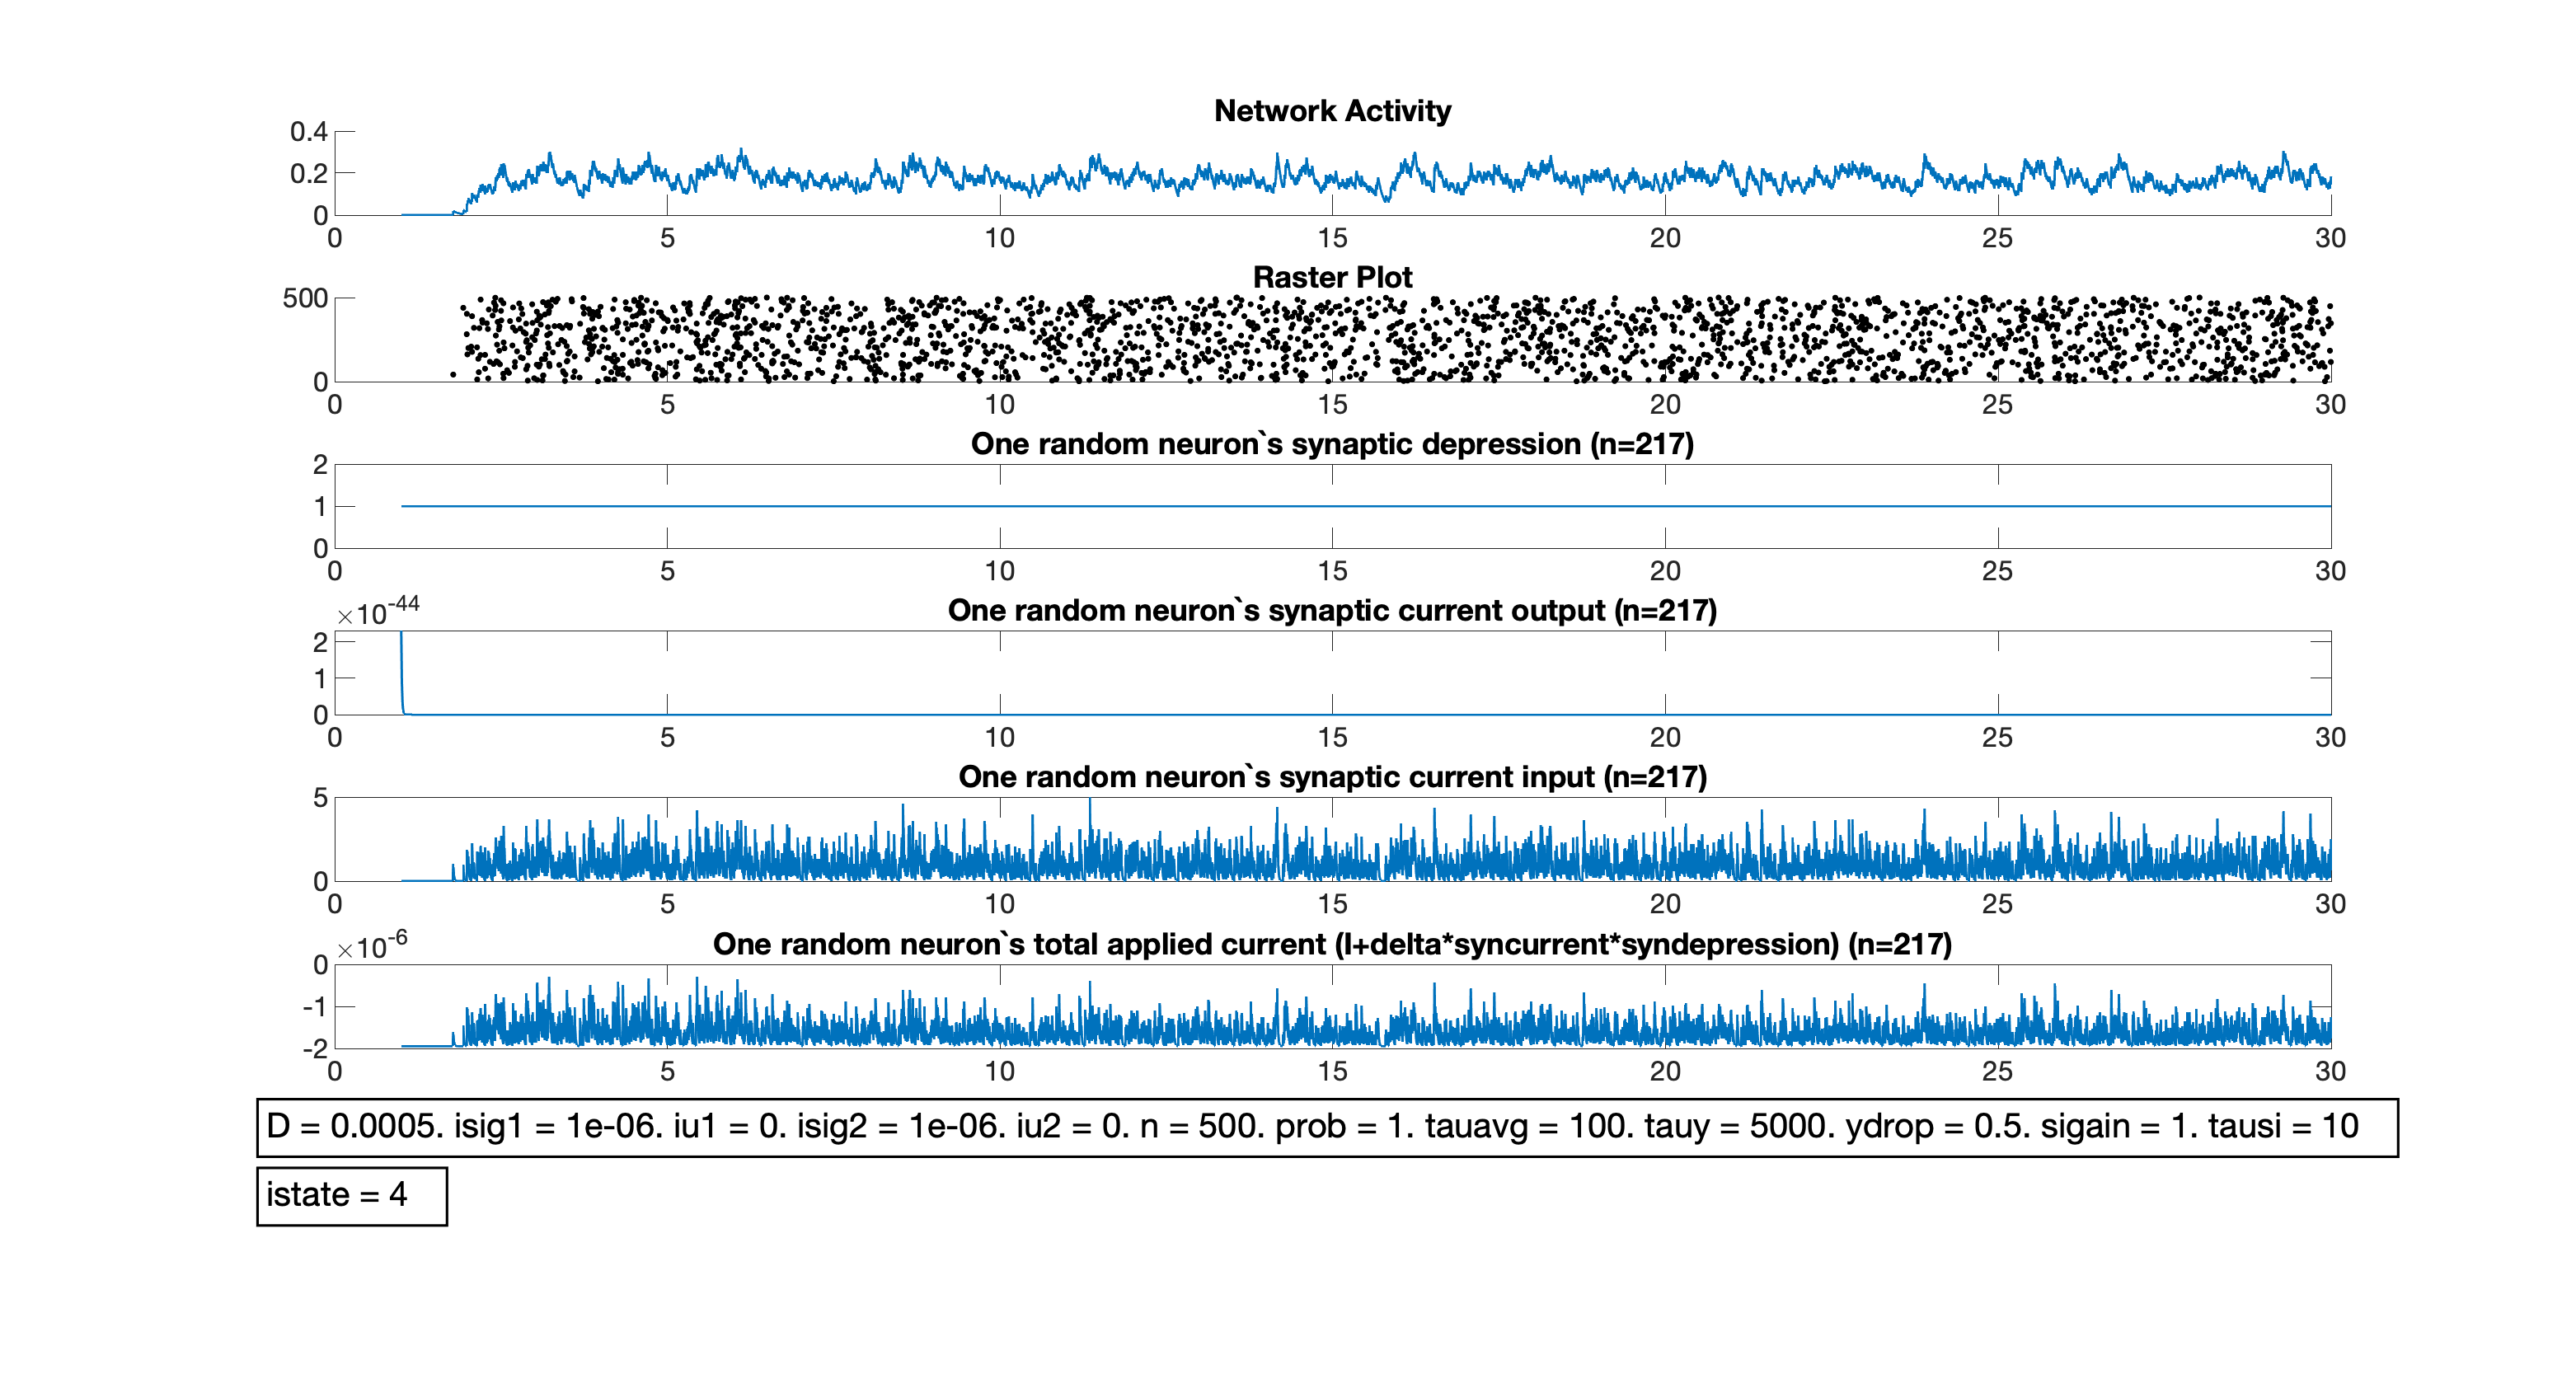 Network Activity
0.4
0.2
0
0 5 10 15 20 25 30
Raster Plot
500
0
0 5 10 15 20 25 30
One random neuron`s synaptic depression (n=217)
2
1
0
0 5 10 15 20 25 30
×10-44
One random neuron`s synaptic current output (n=217)
2
1
0
0 5 10 15 20 25 30
One random neuron`s synaptic current input (n=217)
5
0
0 5 10 15 20 25 30
×10-6
One random neuron`s total applied current (I+delta*syncurrent*syndepression) (n=217)
0
-1
-2
0 5 10 15 20 25 30
D = 0.0005. isig1 = 1e-06. iu1 = 0. isig2 = 1e-06. iu2 = 0. n = 500. prob = 1. tauavg = 100. tauy = 5000. ydrop = 0.5. sigain = 1. tausi = 10
istate = 4